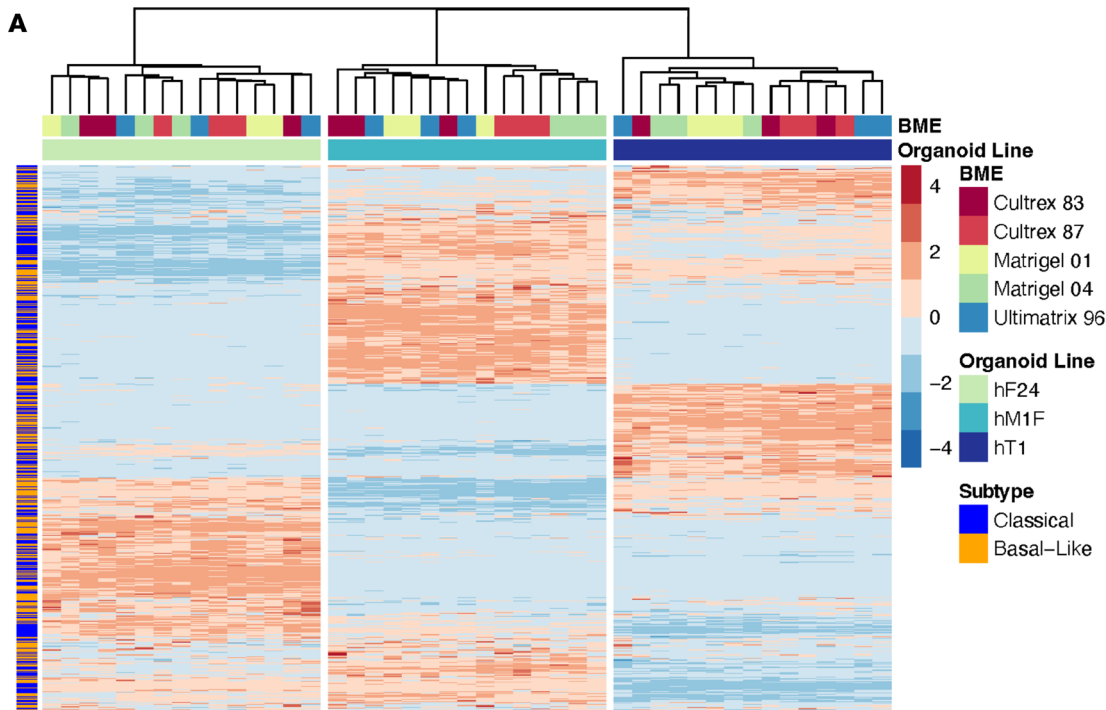 A
BME
Organoid Line
4
2
0
−2
−4
BME
Cultrex 83
Cultrex 87
Matrigel 01
Matrigel 04
Ultimatrix 96
Organoid Line
hF24
hM1F
hT1
Subtype
Classical
Basal−Like